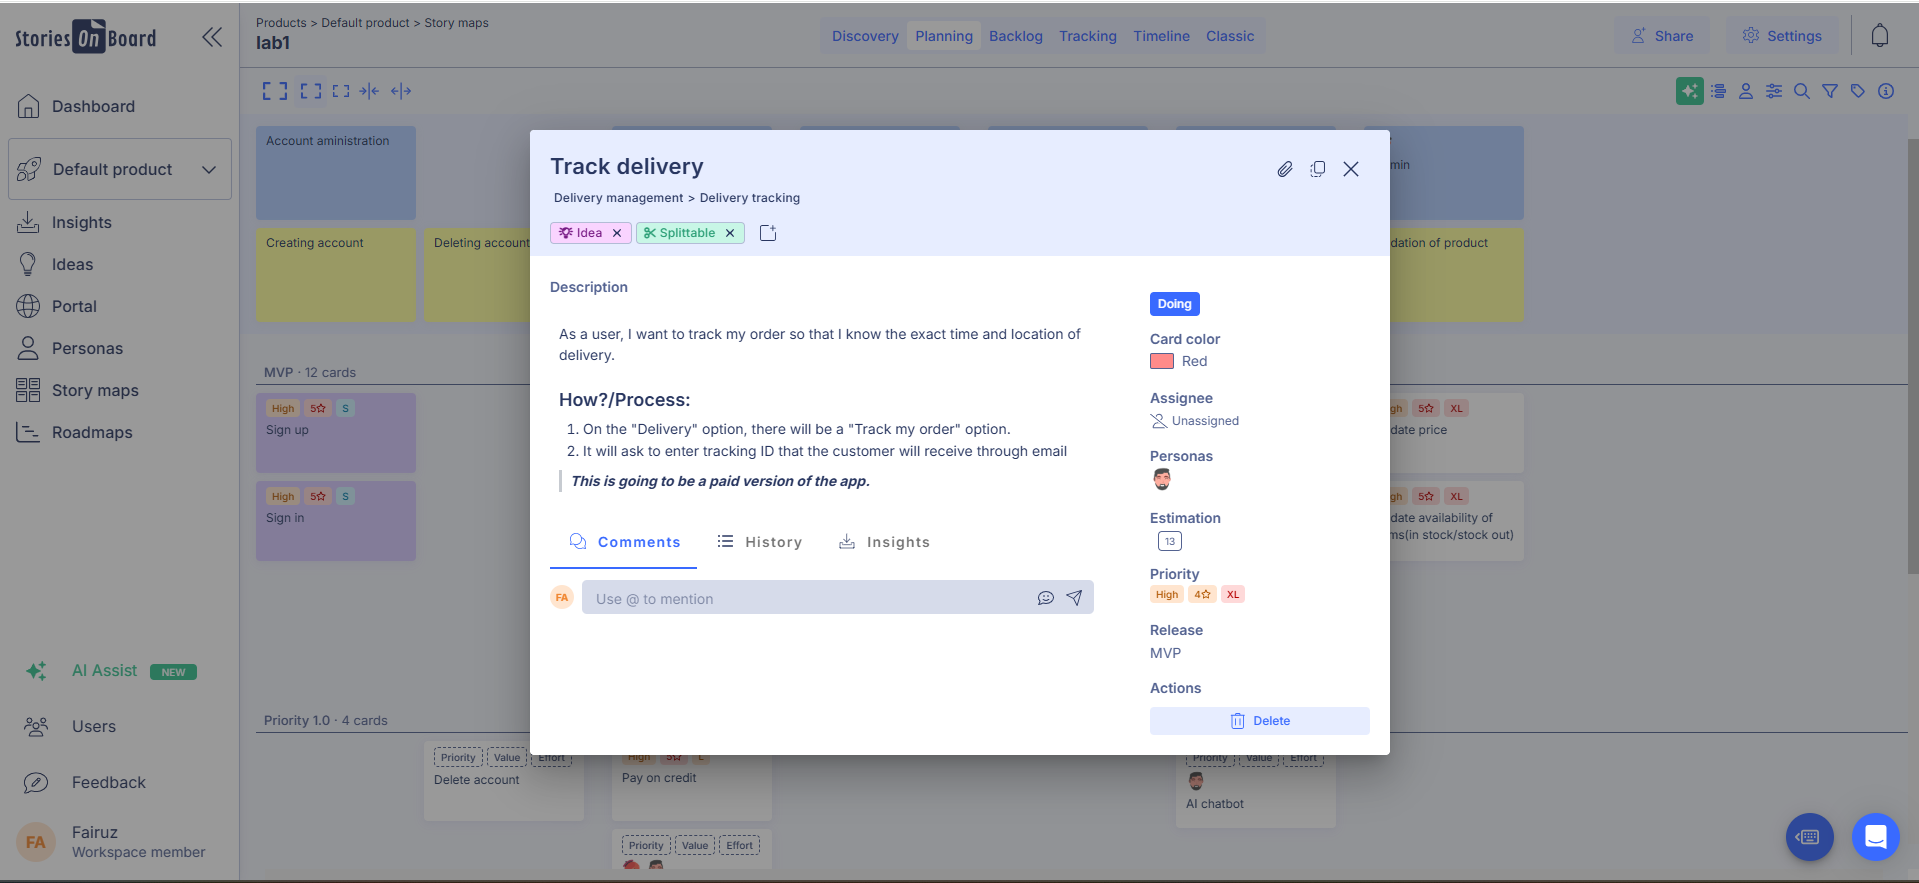 Stories On Board
Products > Default product > Story maps
lab1
Discovery
Planning
Backlog
Tracking
Timeline
Classic
Share
Settings
Dashboard
Default product
Insights
Ideas
Portal
Personas
Story maps
Roadmaps
AI Assist NEW
Users
Feedback
FA
Fairuz
Workspace member
Account aministration
min
Creating account
Deleting account
dation of product
MVP · 12 cards
High 5 S
Sign up
High 5 S
Sign in
gh 5 XL
date price
gh 5 XL
date availability of
ms(in stock/stock out)
Priority 1.0 · 4 cards
Priority Value Effort
Delete account
High 5 L
Pay on credit
Priority Value Effort
Priority Value Effort
AI chatbot
Track delivery
Delivery management > Delivery tracking
Idea
Splittable
Description
As a user, I want to track my order so that I know the exact time and location of
delivery.
How?/Process:
1. On the "Delivery" option, there will be a "Track my order" option.
2. It will ask to enter tracking ID that the customer will receive through email
This is going to be a paid version of the app.
Comments
History
Insights
FA
Use @ to mention
Doing
Card color
Red
Assignee
Unassigned
Personas
Estimation
13
Priority
High 4 XL
Release
MVP
Actions
Delete